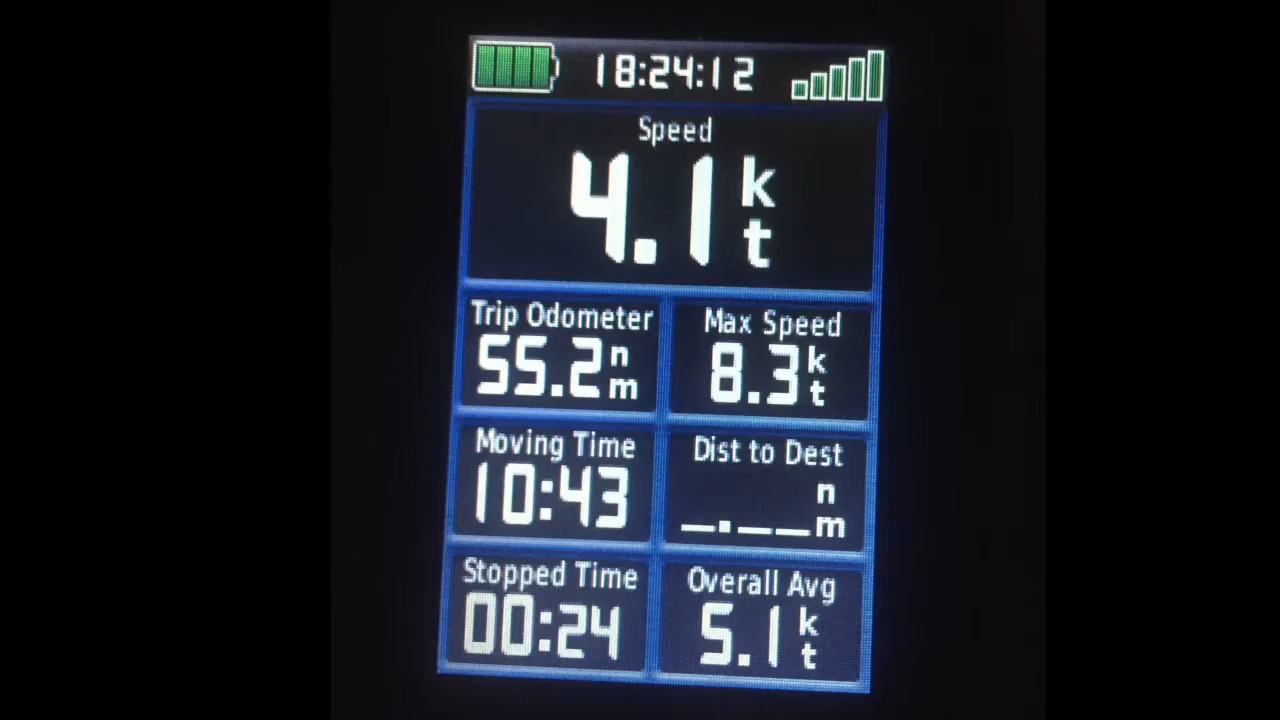 18:24:12
Speed
4.1 kt
Trip Odometer
55.2 nm
Max Speed
8.3 kt
Moving Time
10:43
Dist to Dest
_._ _ nm
Stopped Time
00:24
Overall Avg
5.1 kt